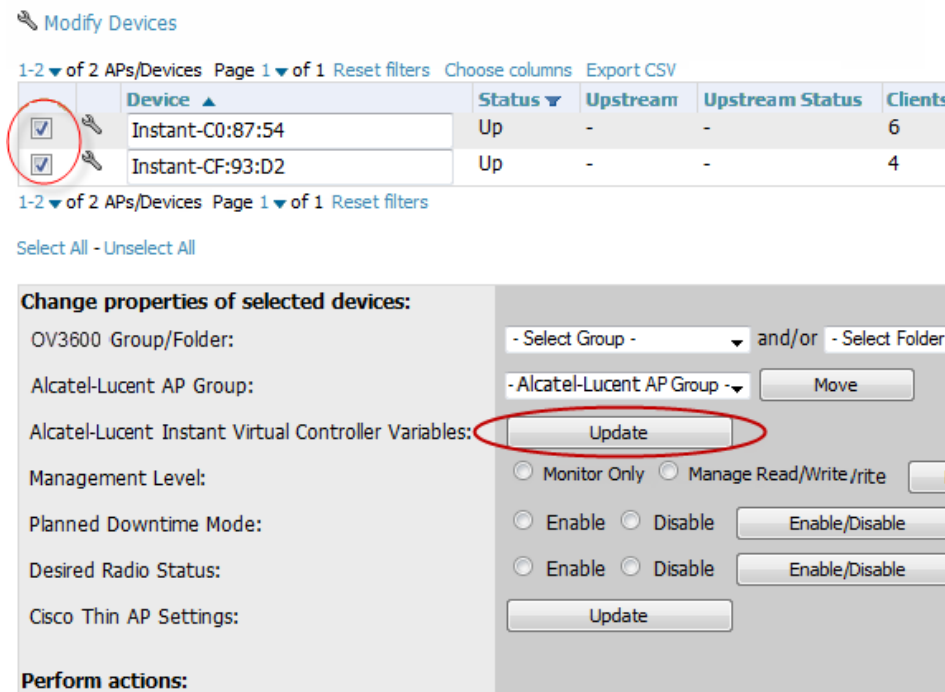 Modify Devices
1-2 of 2 APs/Devices Page 1 of 1 Reset filters Choose columns Export CSV
Device Status Upstream Upstream Status Clients
Instant-C0:87:54 Up - - 6
Instant-CF:93:D2 Up - - 4
1-2 of 2 APs/Devices Page 1 of 1 Reset filters
Select All - Unselect All
Change properties of selected devices:
OV3600 Group/Folder: - Select Group - and/or - Select Folder
Alcatel-Lucent AP Group: - Alcatel-Lucent AP Group - Move
Alcatel-Lucent Instant Virtual Controller Variables: Update
Management Level: Monitor Only Manage Read/Write /rite
Planned Downtime Mode: Enable Disable Enable/Disable
Desired Radio Status: Enable Disable Enable/Disable
Cisco Thin AP Settings: Update
Perform actions: